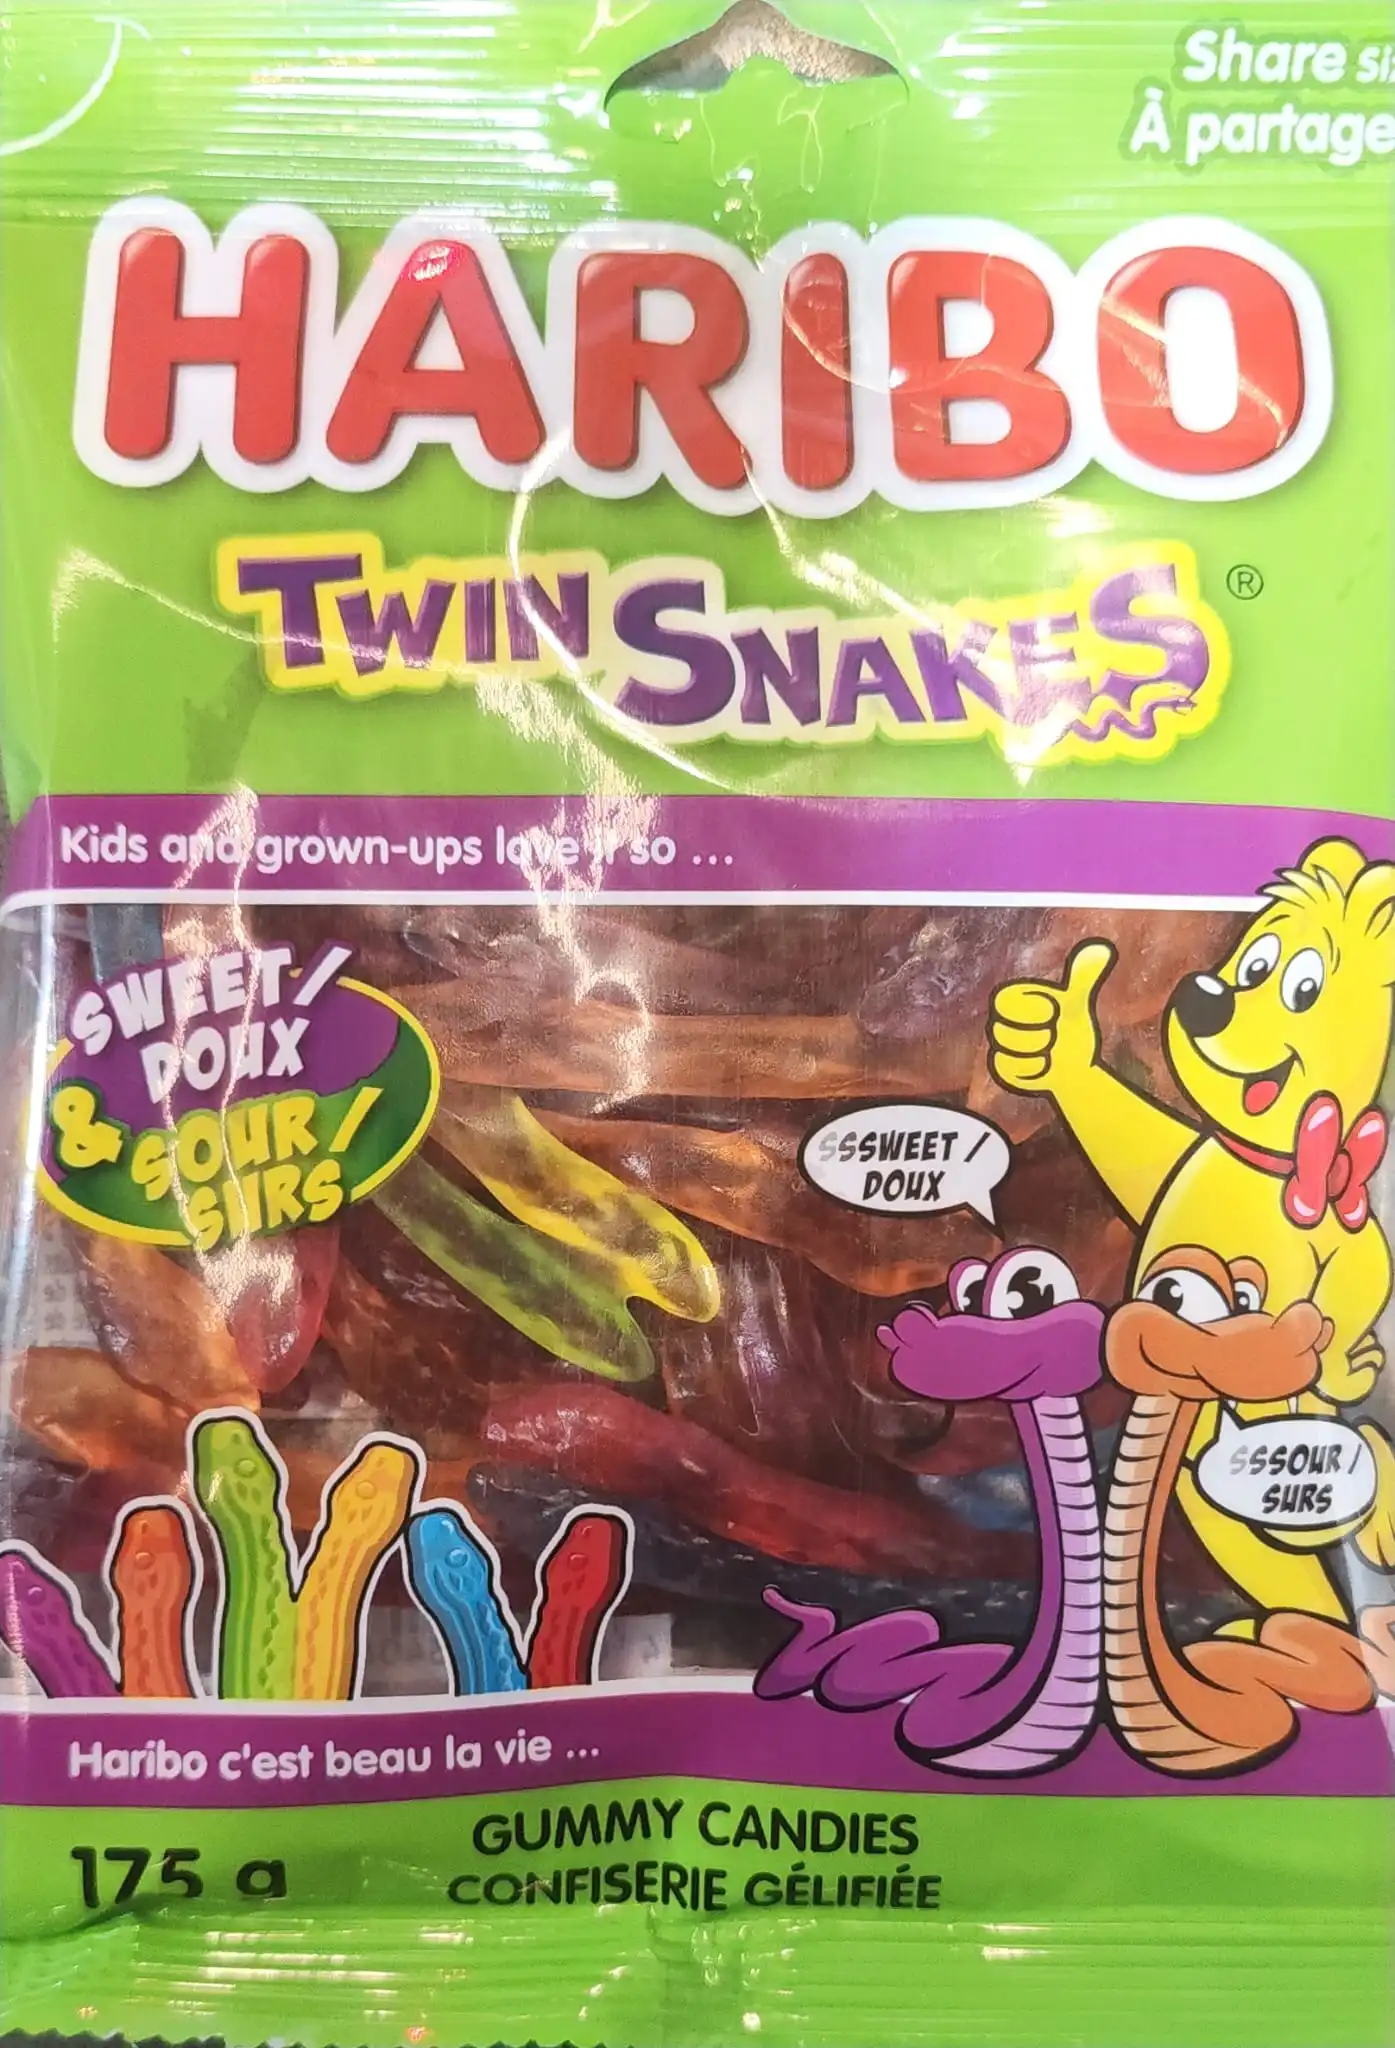 Share
À partage
HARIBO
TWIN SNAKES ®
Kids and grown-ups love it so ...
SWEET/
DOUX
& SOUR/
SURS
SSSWEET /
DOUX
SSSOUR /
SURS
Haribo c'est beau la vie ...
GUMMY CANDIES
175 g
CONFISERIE GÉLIFIÉE